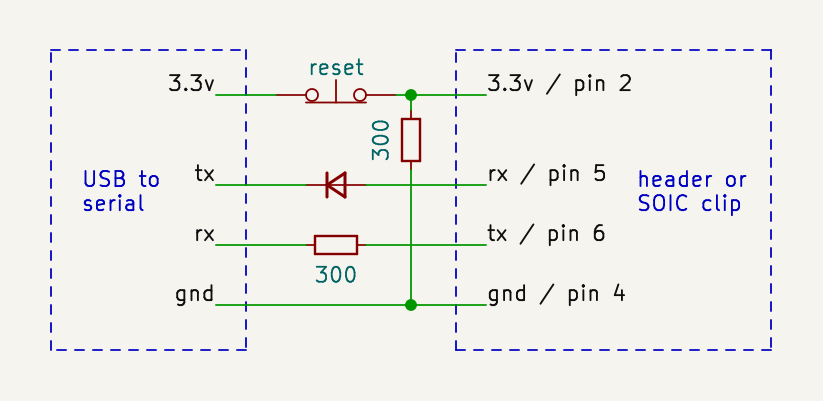 reset
3.3v
3.3v / pin 2
300
USB to
serial
tx
rx / pin 5
header or
SOIC clip
rx
tx / pin 6
300
gnd
gnd / pin 4